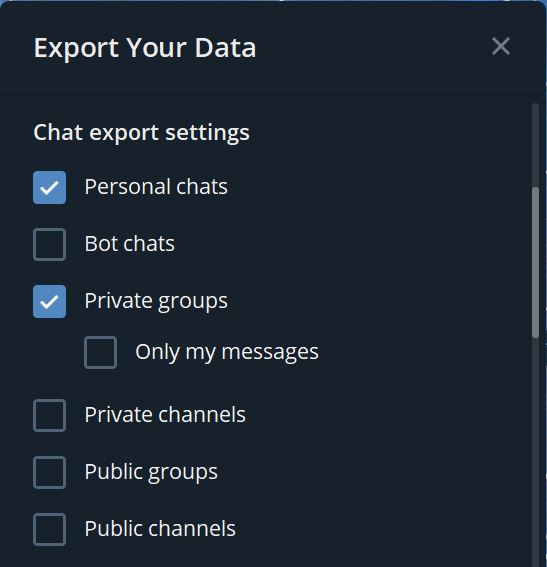 Export Your Data
Chat export settings
Personal chats
Bot chats
Private groups
Only my messages
Private channels
Public groups
Public channels